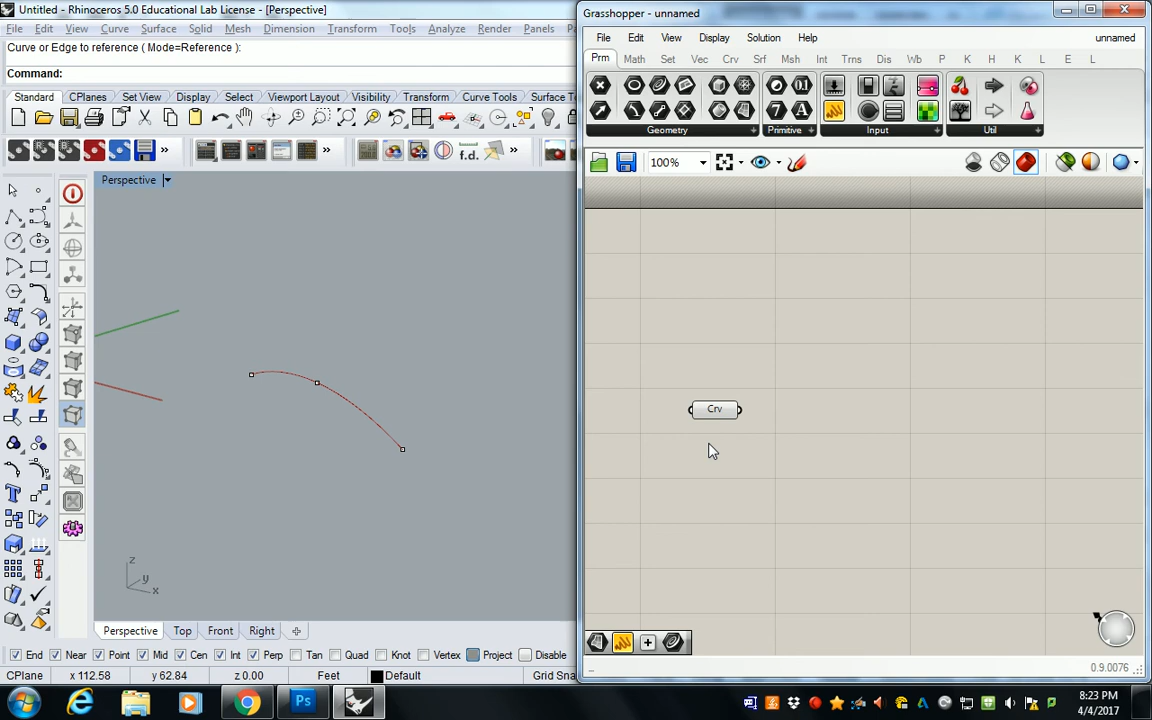 Untitled - Rhinoceros 5.0 Educational Lab License - [Perspective]
File Edit View Curve Surface Solid Mesh Dimension Transform Tools Analyze Render Panels
Curve or Edge to reference ( Mode=Reference ):
Command:
Standard CPlanes Set View Display Select Viewport Layout Visibility Transform Curve Tools Surface To
f.d.
Perspective
z
y
x
Perspective Top Front Right
End Near Point Mid Cen Int Perp Tan Quad Knot Vertex Project Disable
CPlane x 112.58 y 62.84 z 0.00 Feet Default Grid Snap
Grasshopper - unnamed
File Edit View Display Solution Help unnamed
Prm Math Set Vec Crv Srf Msh Int Trns Dis Wb P K H K L E L
Geometry Primitive Input Util
100%
Crv
0.9.0076
Ps
8:23 PM
4/4/2017